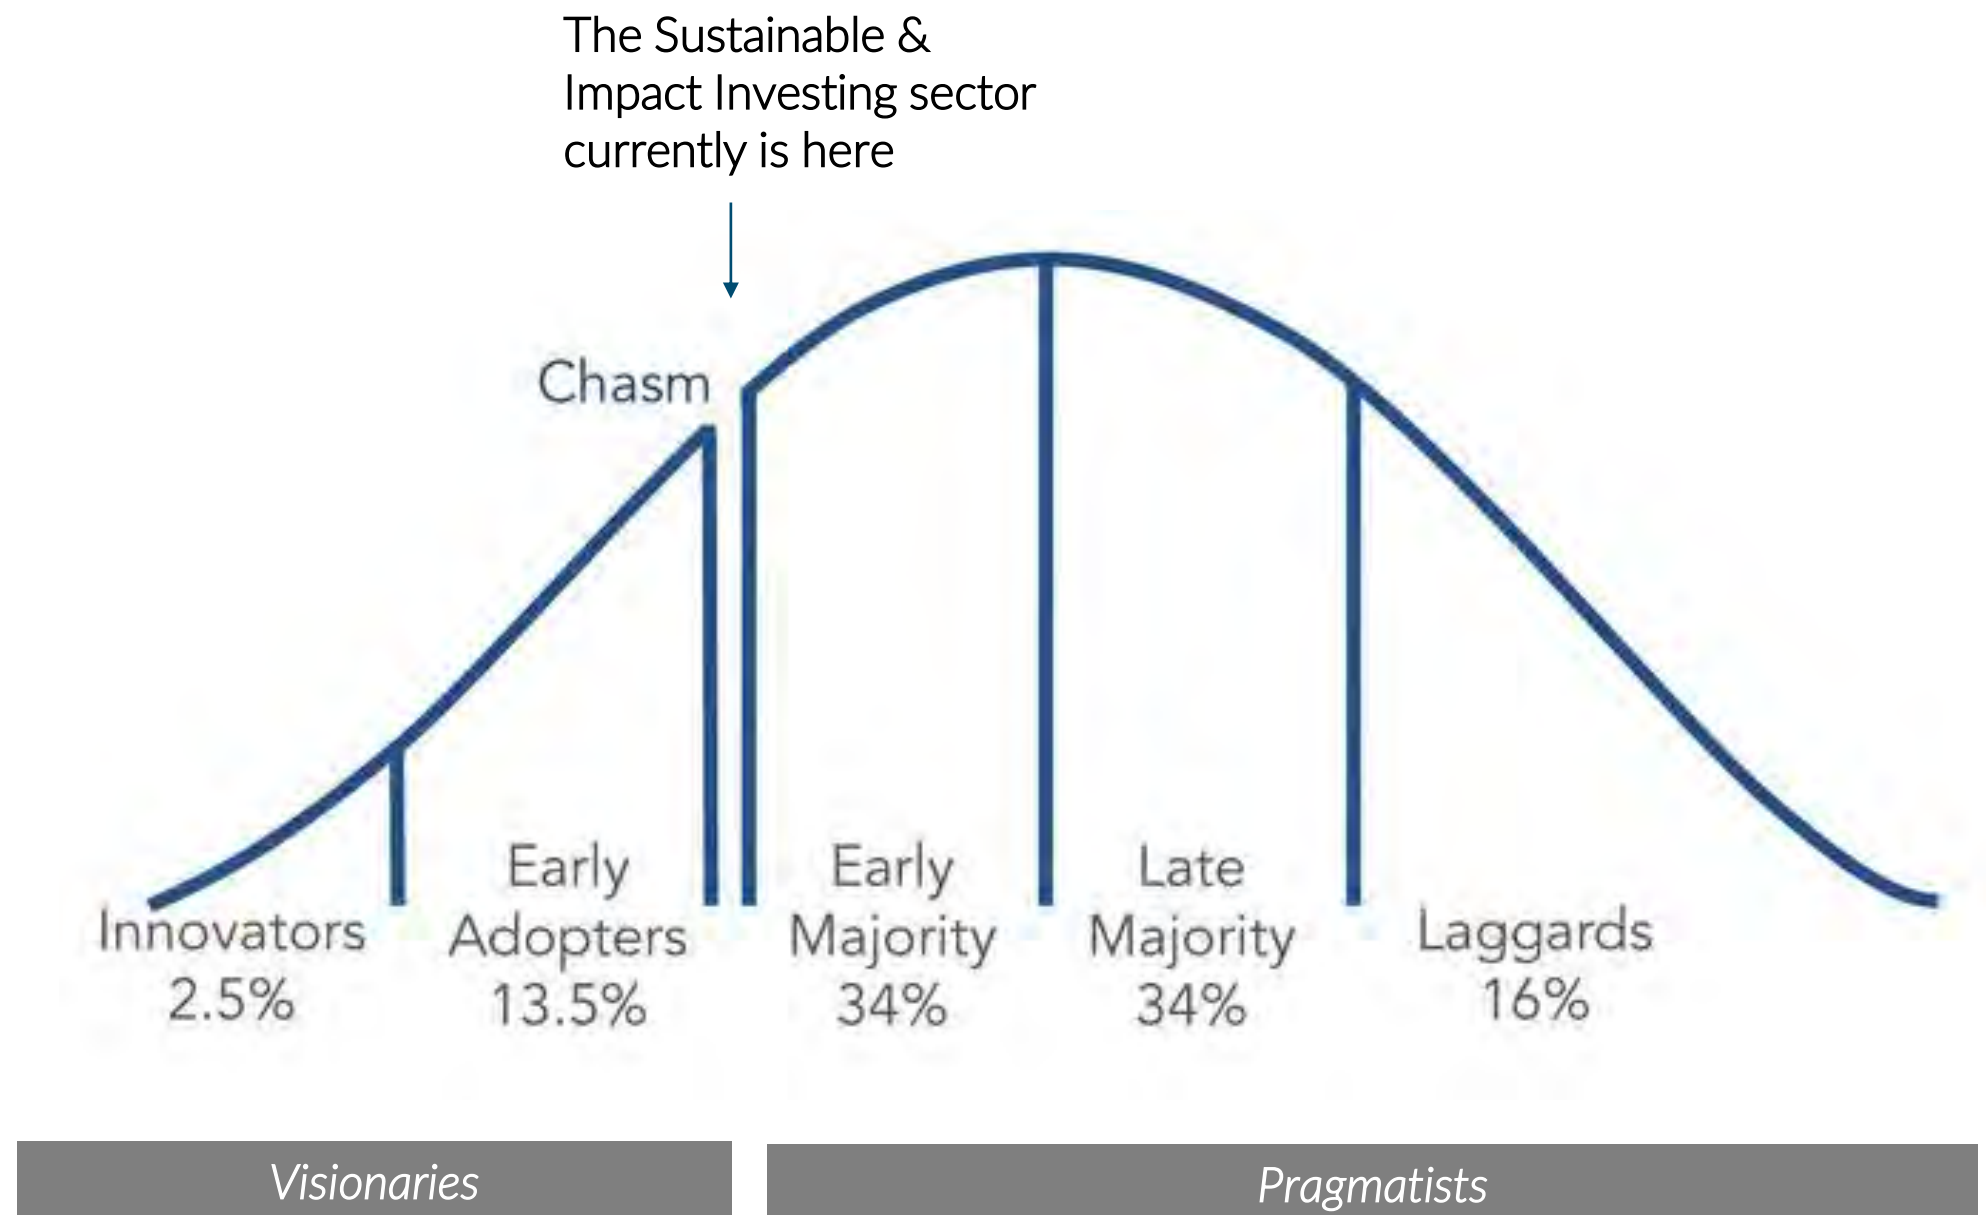 The Sustainable &
Impact Investing sector
currently is here
Chasm
Innovators
2.5%
Early
Adopters
13.5%
Early
Majority
34%
Late
Majority
34%
Laggards
16%
Visionaries
Pragmatists